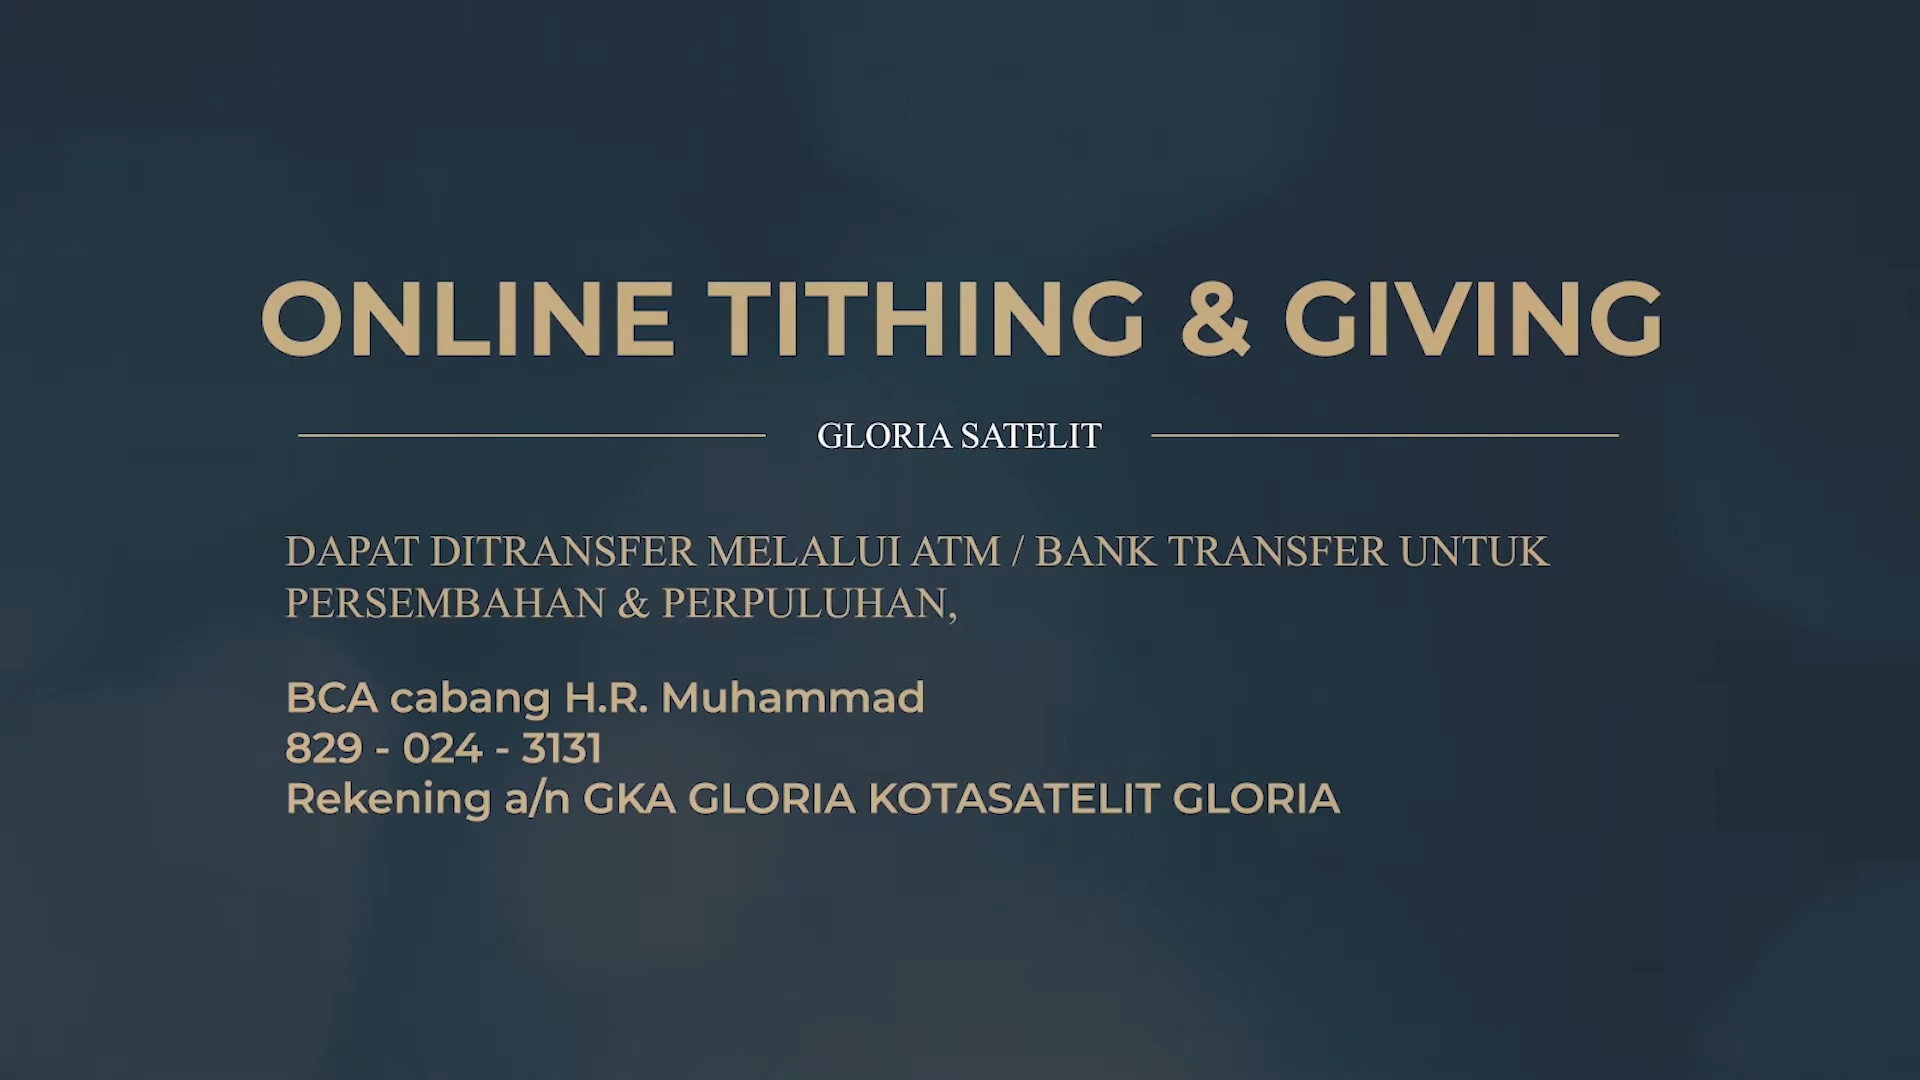 ONLINE TITHING & GIVING
GLORIA SATELIT
DAPAT DITRANSFER MELALUI ATM / BANK TRANSFER UNTUK
PERSEMBAHAN & PERPULUHAN,
BCA cabang H.R. Muhammad
829 - 024 - 3131
Rekening a/n GKA GLORIA KOTASATELIT GLORIA